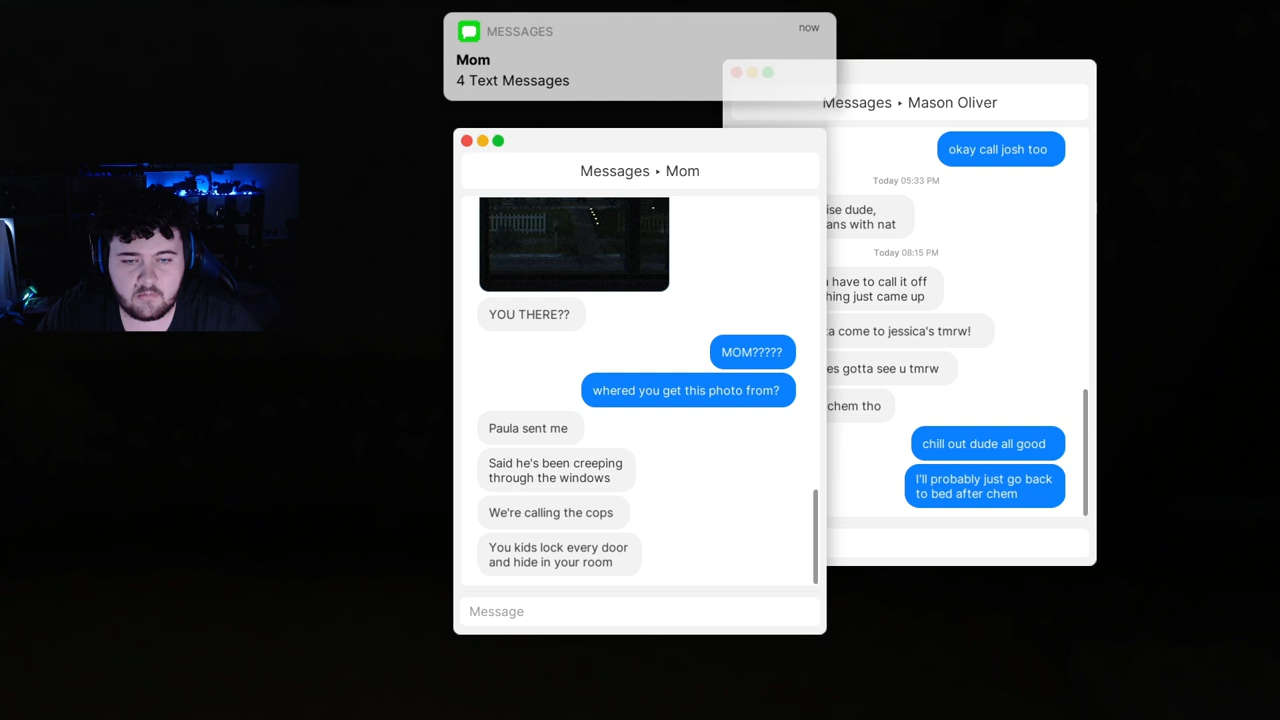 MESSAGES
now
Mom
4 Text Messages
Messages ‣ Mason Oliver
okay call josh too
Today 05:33 PM
dude,
with nat
Today 08:15 PM
have to call it off
just came up
come to jessica's tmrw!
gotta see u tmrw
chem tho
chill out dude all good
I'll probably just go back
to bed after chem
Messages ‣ Mom
YOU THERE??
MOM?????
whered you get this photo from?
Paula sent me
Said he's been creeping
through the windows
We're calling the cops
You kids lock every door
and hide in your room
Message